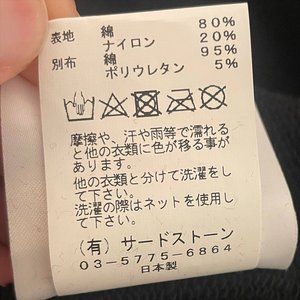 表地 綿 80%
ナイロン 20%
別布 綿 95%
ポリウレタン 5%
摩擦や、汗や雨等で濡れる
と他の衣類に色が移る事が
あります。
他の衣類と分けて洗濯をし
て下さい。
洗濯の際はネットを使用し
て下さい。
(有) サードストーン
03-5775-6864
日本製